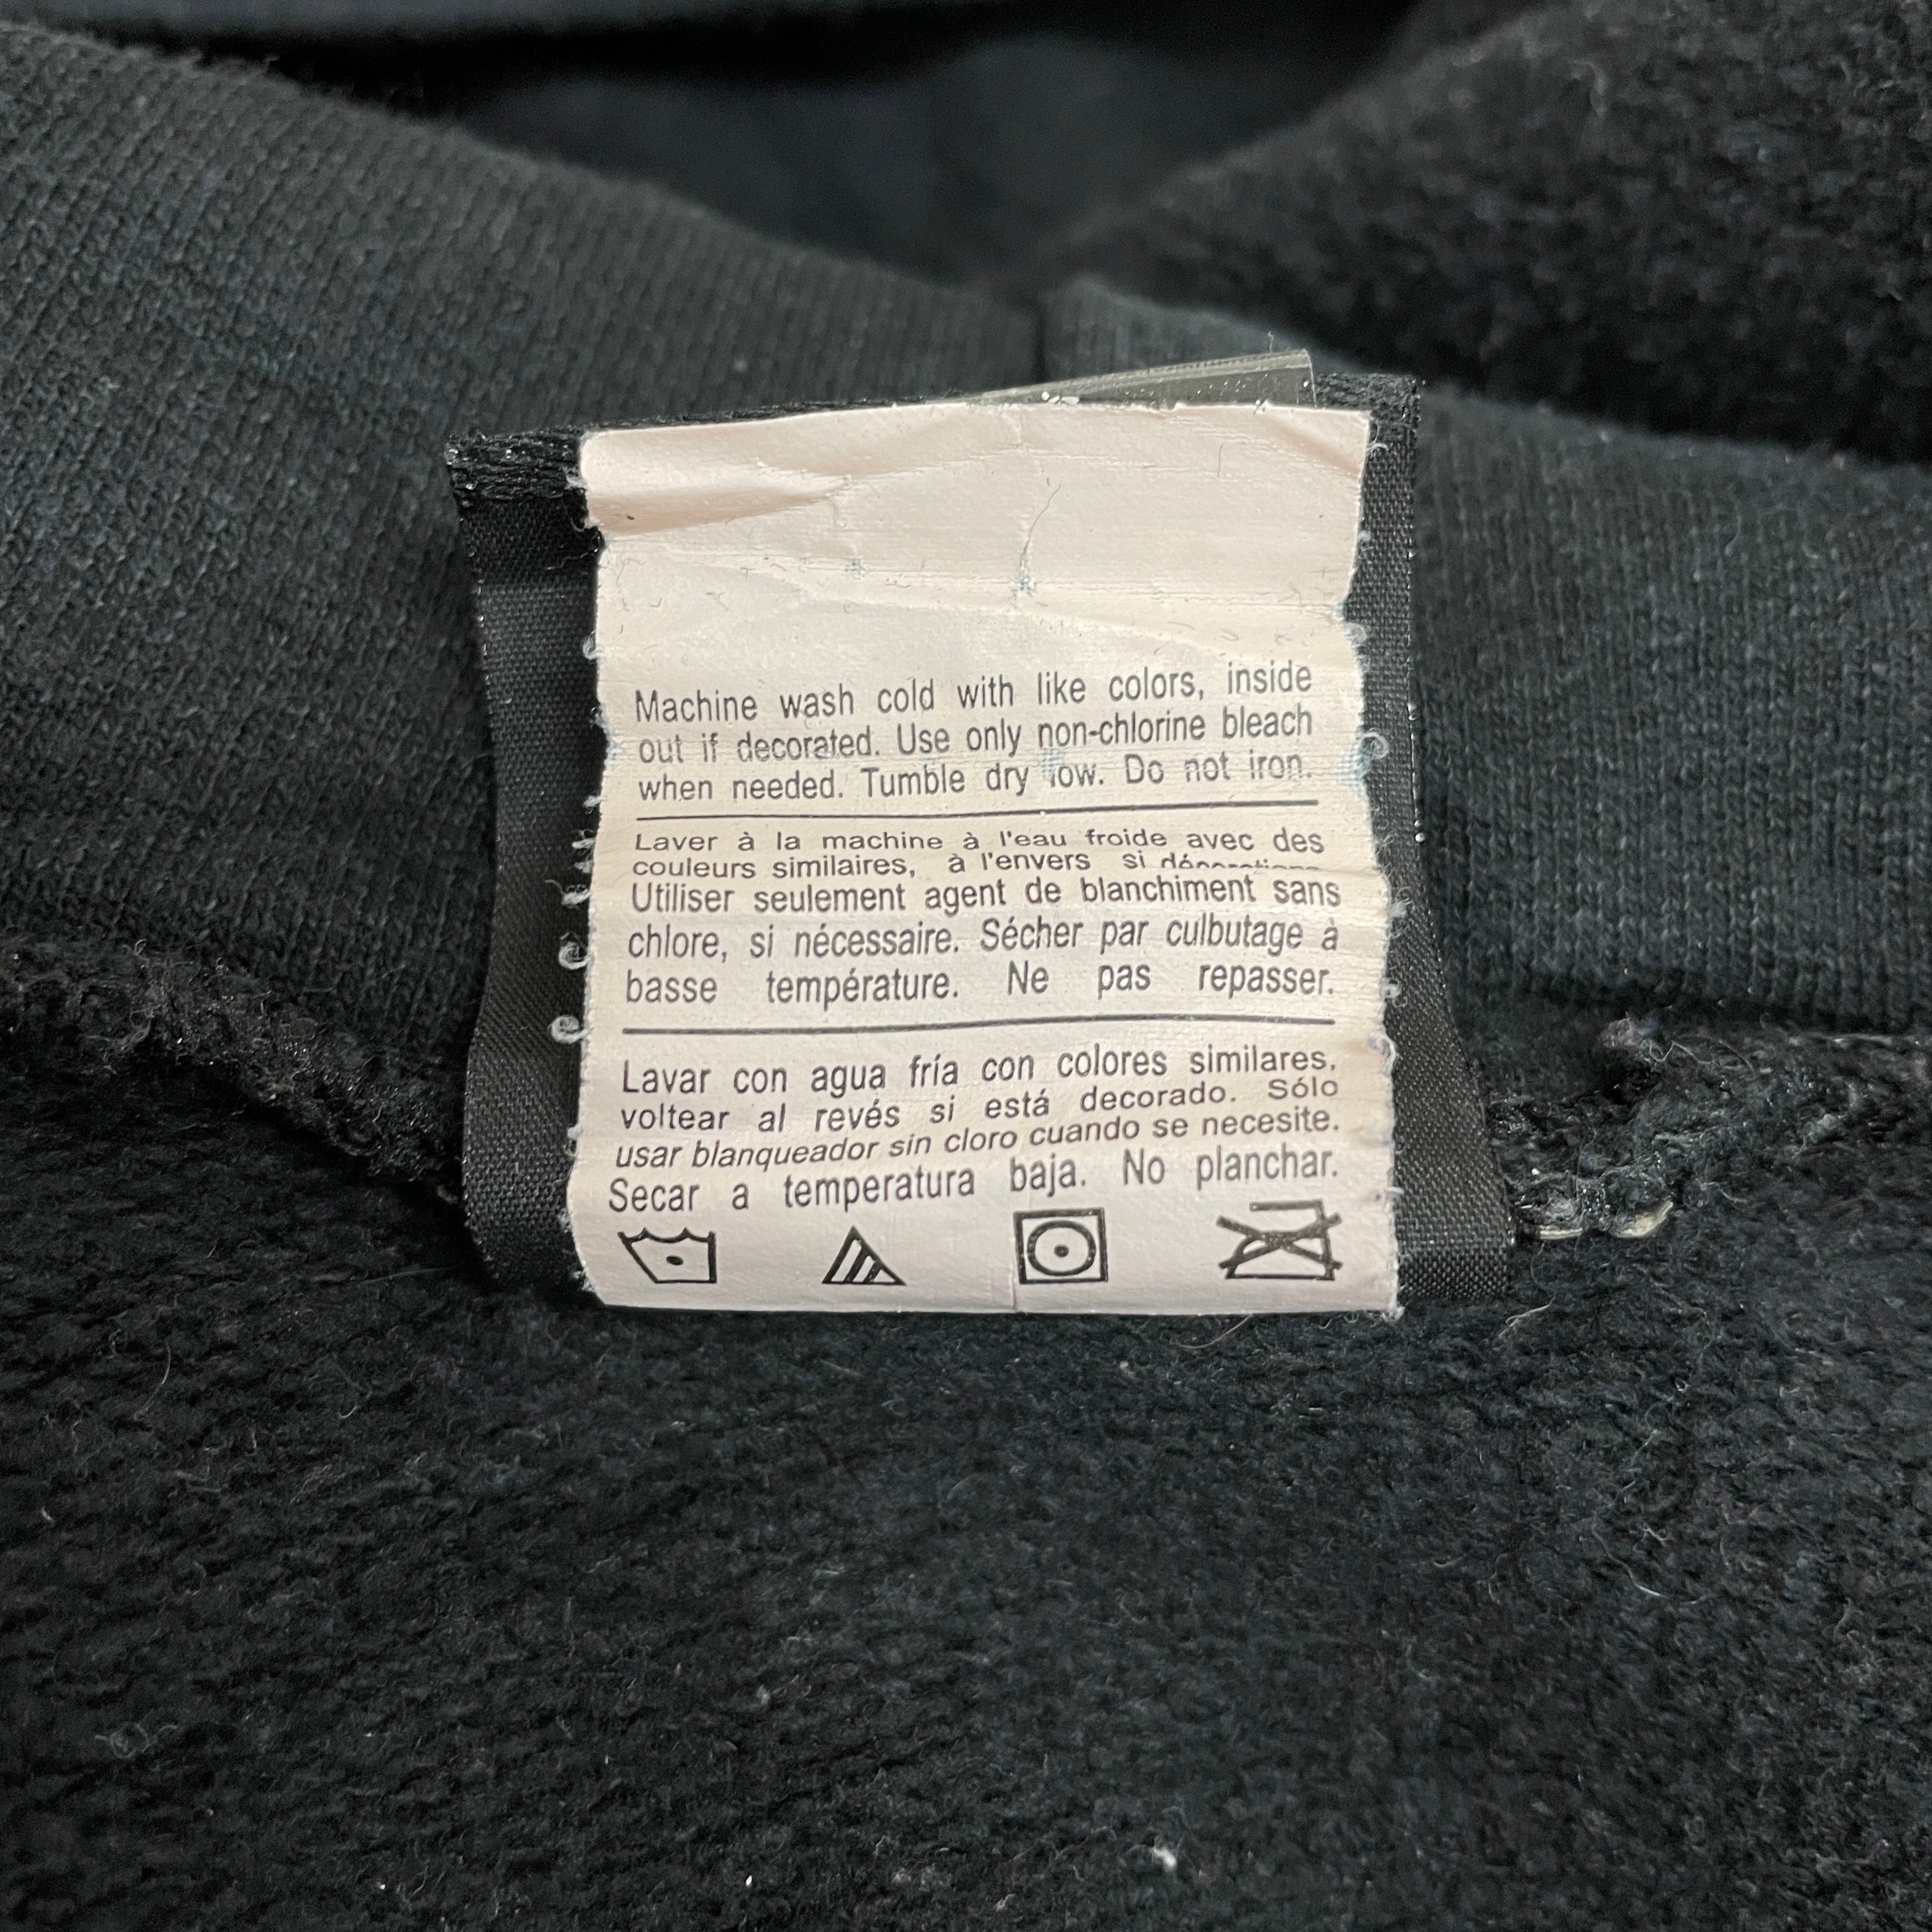 Machine wash cold with like colors, inside
out if decorated. Use only non-chlorine bleach
when needed. Tumble dry low. Do not iron.
Laver à la machine à l'eau froide avec des
couleurs similaires, à l'envers si
Utiliser seulement agent de blanchiment sans
chlore, si nécessaire. Sécher par culbutage à
basse température. Ne pas repasser.
Lavar con agua fría con colores similares,
voltear al revés si está decorado. Sólo
usar blanqueador sin cloro cuando se necesite.
Secar a temperatura baja. No planchar.